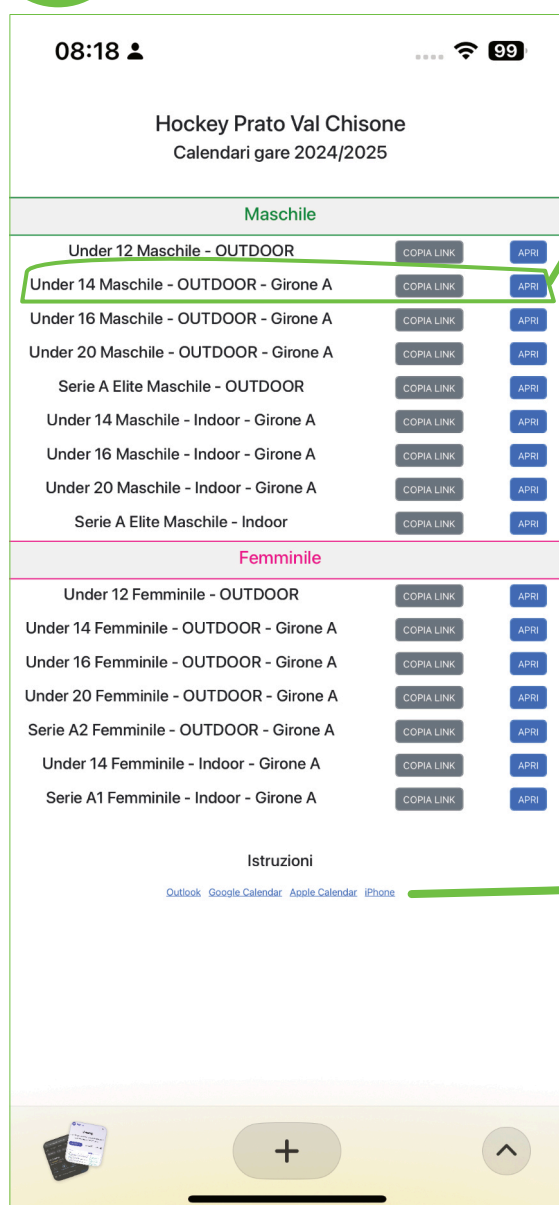 08:18
99
Hockey Prato Val Chisone
Calendari gare 2024/2025
Maschile
Under 12 Maschile - OUTDOOR COPIA LINK APRI
Under 14 Maschile - OUTDOOR - Girone A COPIA LINK APRI
Under 16 Maschile - OUTDOOR - Girone A COPIA LINK APRI
Under 20 Maschile - OUTDOOR - Girone A COPIA LINK APRI
Serie A Elite Maschile - OUTDOOR COPIA LINK APRI
Under 14 Maschile - Indoor - Girone A COPIA LINK APRI
Under 16 Maschile - Indoor - Girone A COPIA LINK APRI
Under 20 Maschile - Indoor - Girone A COPIA LINK APRI
Serie A Elite Maschile - Indoor COPIA LINK APRI
Femminile
Under 12 Femminile - OUTDOOR COPIA LINK APRI
Under 14 Femminile - OUTDOOR - Girone A COPIA LINK APRI
Under 16 Femminile - OUTDOOR - Girone A COPIA LINK APRI
Under 20 Femminile - OUTDOOR - Girone A COPIA LINK APRI
Serie A2 Femminile - OUTDOOR - Girone A COPIA LINK APRI
Under 14 Femminile - Indoor - Girone A COPIA LINK APRI
Serie A1 Femminile - Indoor - Girone A COPIA LINK APRI
Istruzioni
Outlook Google Calendar Apple Calendar iPhone